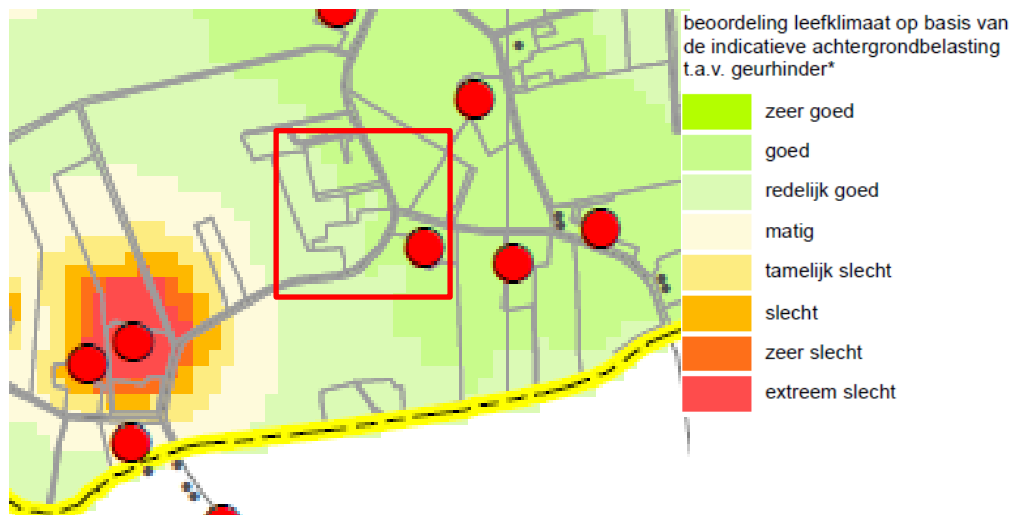 beoordeling leefklimaat op basis van
de indicatieve achtergrondbelasting
t.a.v. geurhinder*
zeer goed
goed
redelijk goed
matig
tamelijk slecht
slecht
zeer slecht
extreem slecht